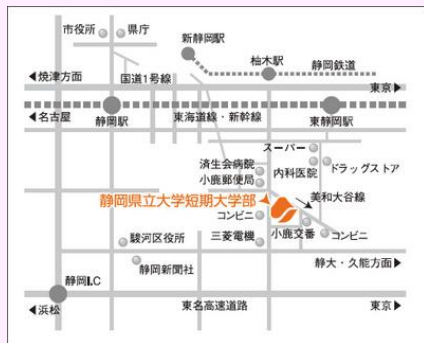 市役所
県庁
新静岡駅
柚木駅
静岡鉄道
◀焼津方面
国道1号線
東京▶
◀名古屋
静岡駅
東海道線・新幹線
東静岡駅
スーパー
済生会病院
内科医院
ドラッグストア
小鹿郵便局
美和大谷線
静岡県立大学短期大学部
コンビニ
小鹿交番
コンビニ
駿河区役所
三菱電機
静岡新聞社
静大・久能方面▶
静岡I.C
◀浜松
東名高速道路
東京▶